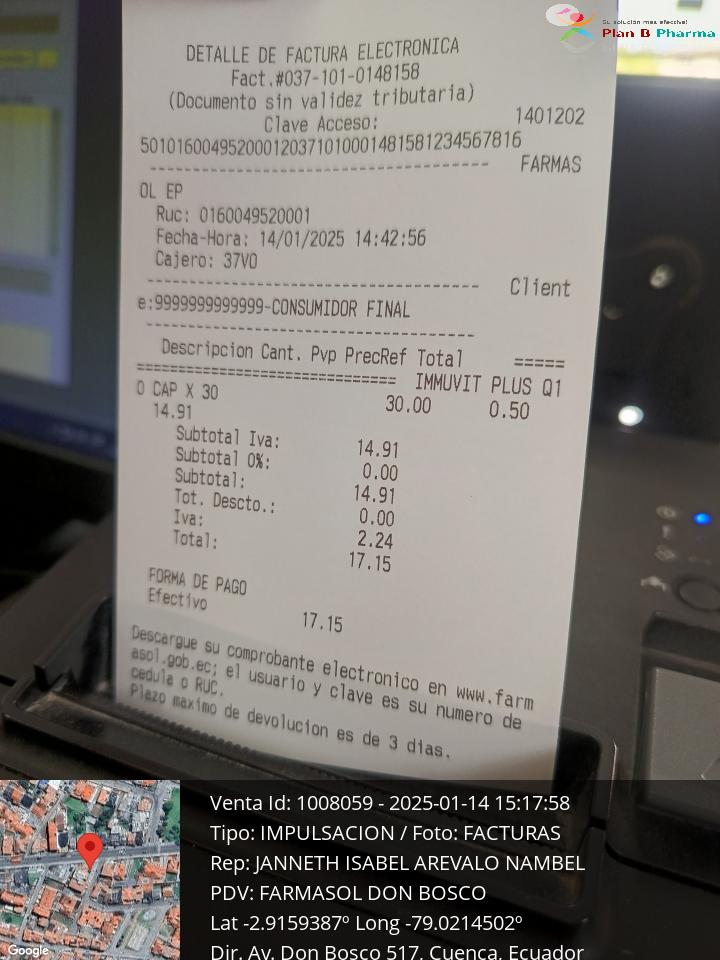 Su solución más efectiva!
Plan B Pharma
DETALLE DE FACTURA ELECTRONICA
Fact.#037-101-0148158
(Documento sin validez tributaria)
Clave Acceso: 1401202
501016004952000120371010001481581234567816
-------------------------------------- FARMAS
OL EP
Ruc: 0160049520001
Fecha-Hora: 14/01/2025 14:42:56
Cajero: 37VO
-------------------------------------- Client
e:9999999999999-CONSUMIDOR FINAL
--------------------------------------
Descripcion Cant. Pvp PrecRef Total =====
============================== IMMUVIT PLUS Q1
0 CAP X 30 30.00 0.50
14.91
Subtotal Iva: 14.91
Subtotal 0%: 0.00
Subtotal: 14.91
Tot. Descto.: 0.00
Iva: 2.24
Total: 17.15
FORMA DE PAGO
Efectivo 17.15
Descargue su comprobante electronico en www.farm
asol.gob.ec; el usuario y clave es su numero de
cedula o RUC.
Plazo maximo de devolucion es de 3 dias.
Venta Id: 1008059 - 2025-01-14 15:17:58
Tipo: IMPULSACION / Foto: FACTURAS
Rep: JANNETH ISABEL AREVALO NAMBEL
PDV: FARMASOL DON BOSCO
Lat -2.9159387º Long -79.0214502º
Dir. Av. Don Bosco 517, Cuenca, Ecuador
Google